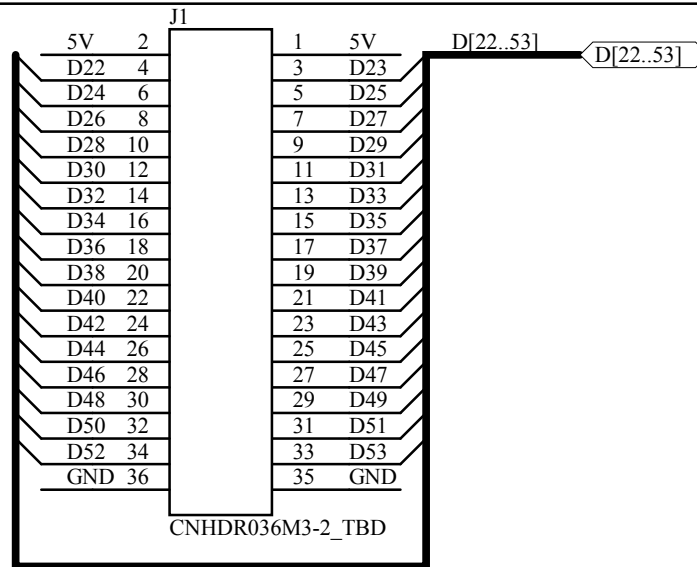 J1
5V 2 1 5V D[22..53] D[22..53]
D22 4 3 D23
D24 6 5 D25
D26 8 7 D27
D28 10 9 D29
D30 12 11 D31
D32 14 13 D33
D34 16 15 D35
D36 18 17 D37
D38 20 19 D39
D40 22 21 D41
D42 24 23 D43
D44 26 25 D45
D46 28 27 D47
D48 30 29 D49
D50 32 31 D51
D52 34 33 D53
GND 36 35 GND
CNHDR036M3-2_TBD